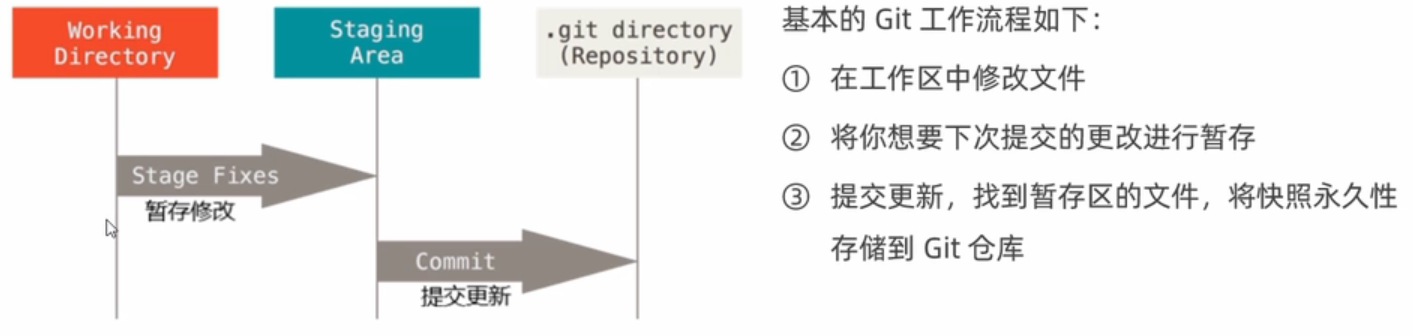 Working
Directory
Staging
Area
.git directory
(Repository)
Stage Fixes
暂存修改
Commit
提交更新
基本的 Git 工作流程如下：
① 在工作区中修改文件
② 将你想要下次提交的更改进行暂存
③ 提交更新，找到暂存区的文件，将快照永久性
存储到 Git 仓库